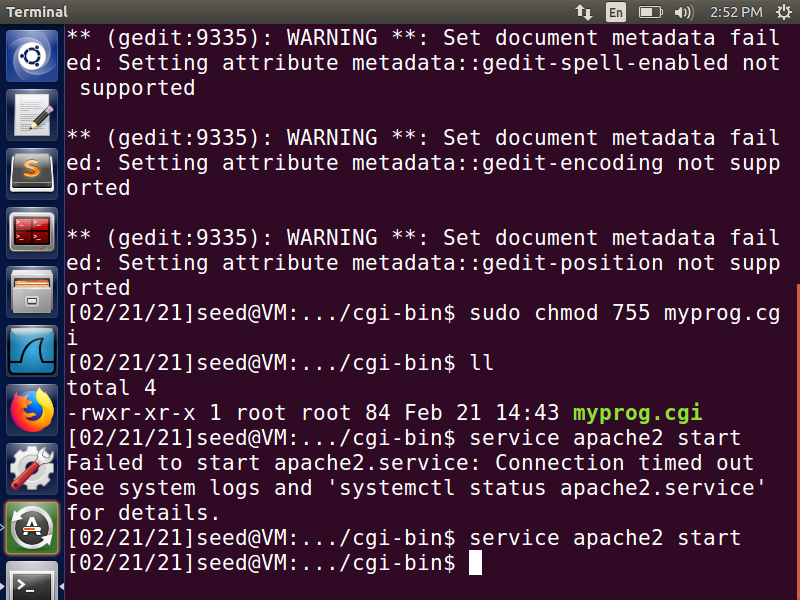 Terminal En 2:52 PM
** (gedit:9335): WARNING **: Set document metadata fail
ed: Setting attribute metadata::gedit-spell-enabled not
 supported
** (gedit:9335): WARNING **: Set document metadata fail
ed: Setting attribute metadata::gedit-encoding not supp
orted
** (gedit:9335): WARNING **: Set document metadata fail
ed: Setting attribute metadata::gedit-position not supp
orted
[02/21/21]seed@VM:.../cgi-bin$ sudo chmod 755 myprog.cg
i
[02/21/21]seed@VM:.../cgi-bin$ ll
total 4
-rwxr-xr-x 1 root root 84 Feb 21 14:43 myprog.cgi
[02/21/21]seed@VM:.../cgi-bin$ service apache2 start
Failed to start apache2.service: Connection timed out
See system logs and 'systemctl status apache2.service'
for details.
[02/21/21]seed@VM:.../cgi-bin$ service apache2 start
[02/21/21]seed@VM:.../cgi-bin$